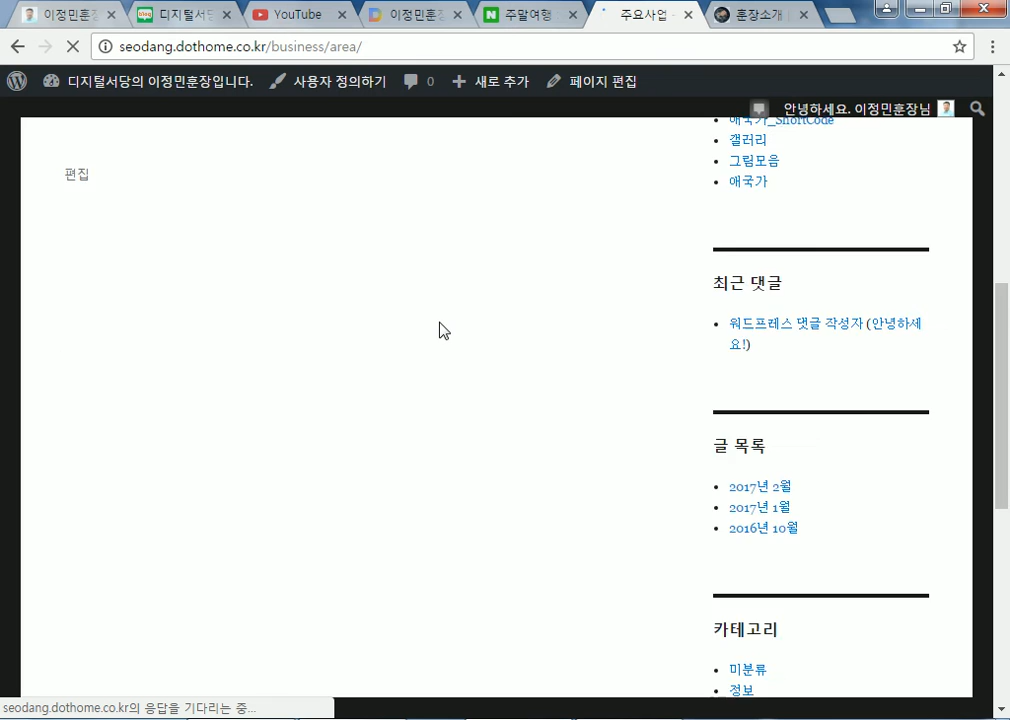 이정민훈장
디지털서당
YouTube
이정민훈장
주말여행
주요사업 -
훈장소개 |
seodang.dothome.co.kr/business/area/
디지털서당의 이정민훈장입니다.
사용자 정의하기
0
새로 추가
페이지 편집
안녕하세요. 이정민훈장님
애국가_ShortCode
갤러리
그림모음
애국가
편집
최근 댓글
워드프레스 댓글 작성자 (안녕하세
요!)
글 목록
2017년 2월
2017년 1월
2016년 10월
카테고리
미분류
정보
seodang.dothome.co.kr의 응답을 기다리는 중...